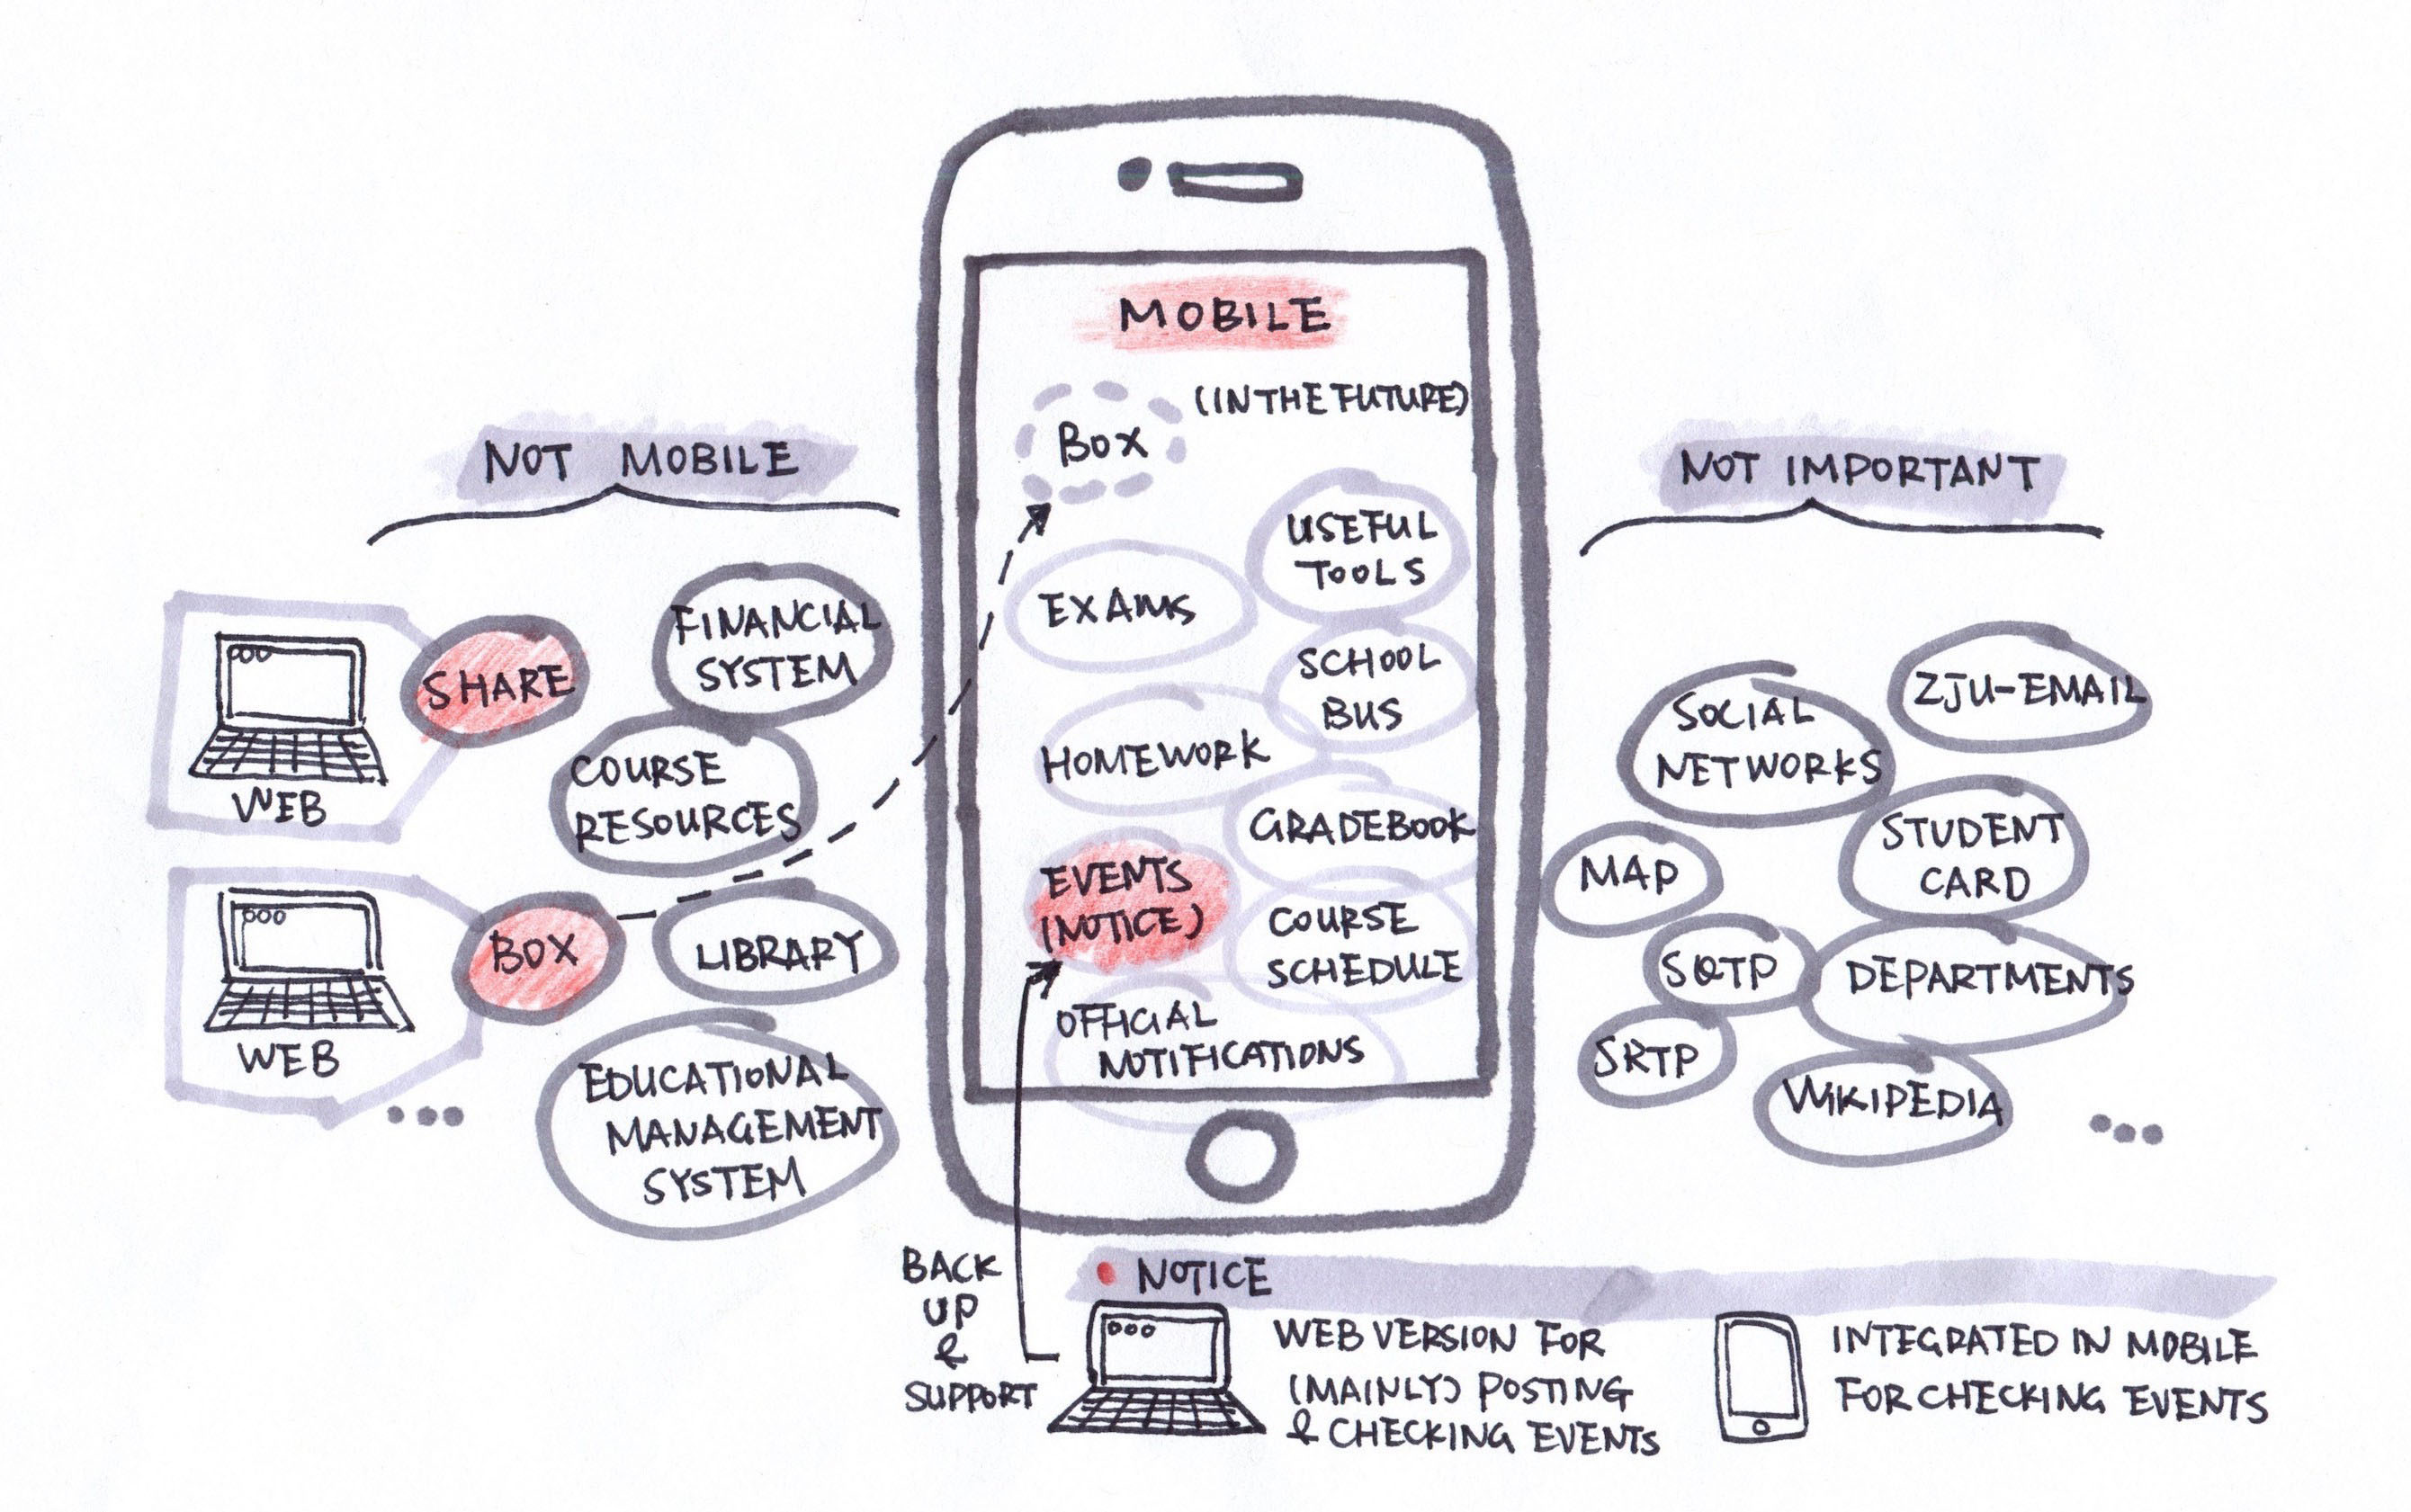 MOBILE
(IN THE FUTURE)
BOX
USEFUL
TOOLS
EXAMS
SCHOOL
BUS
HOMEWORK
GRADEBOOK
EVENTS
(NOTICE)
COURSE
SCHEDULE
OFFICIAL
NOTIFICATIONS
NOT MOBILE
SHARE
WEB
FINANCIAL
SYSTEM
COURSE
RESOURCES
BOX
WEB
LIBRARY
EDUCATIONAL
MANAGEMENT
SYSTEM
...
NOT IMPORTANT
SOCIAL
NETWORKS
ZJU-EMAIL
MAP
STUDENT
CARD
SQTP
DEPARTMENTS
SRTP
WIKIPEDIA
...
BACK
UP
&
SUPPORT
• NOTICE
WEB VERSION FOR
(MAINLY) POSTING
& CHECKING EVENTS
INTEGRATED IN MOBILE
FOR CHECKING EVENTS